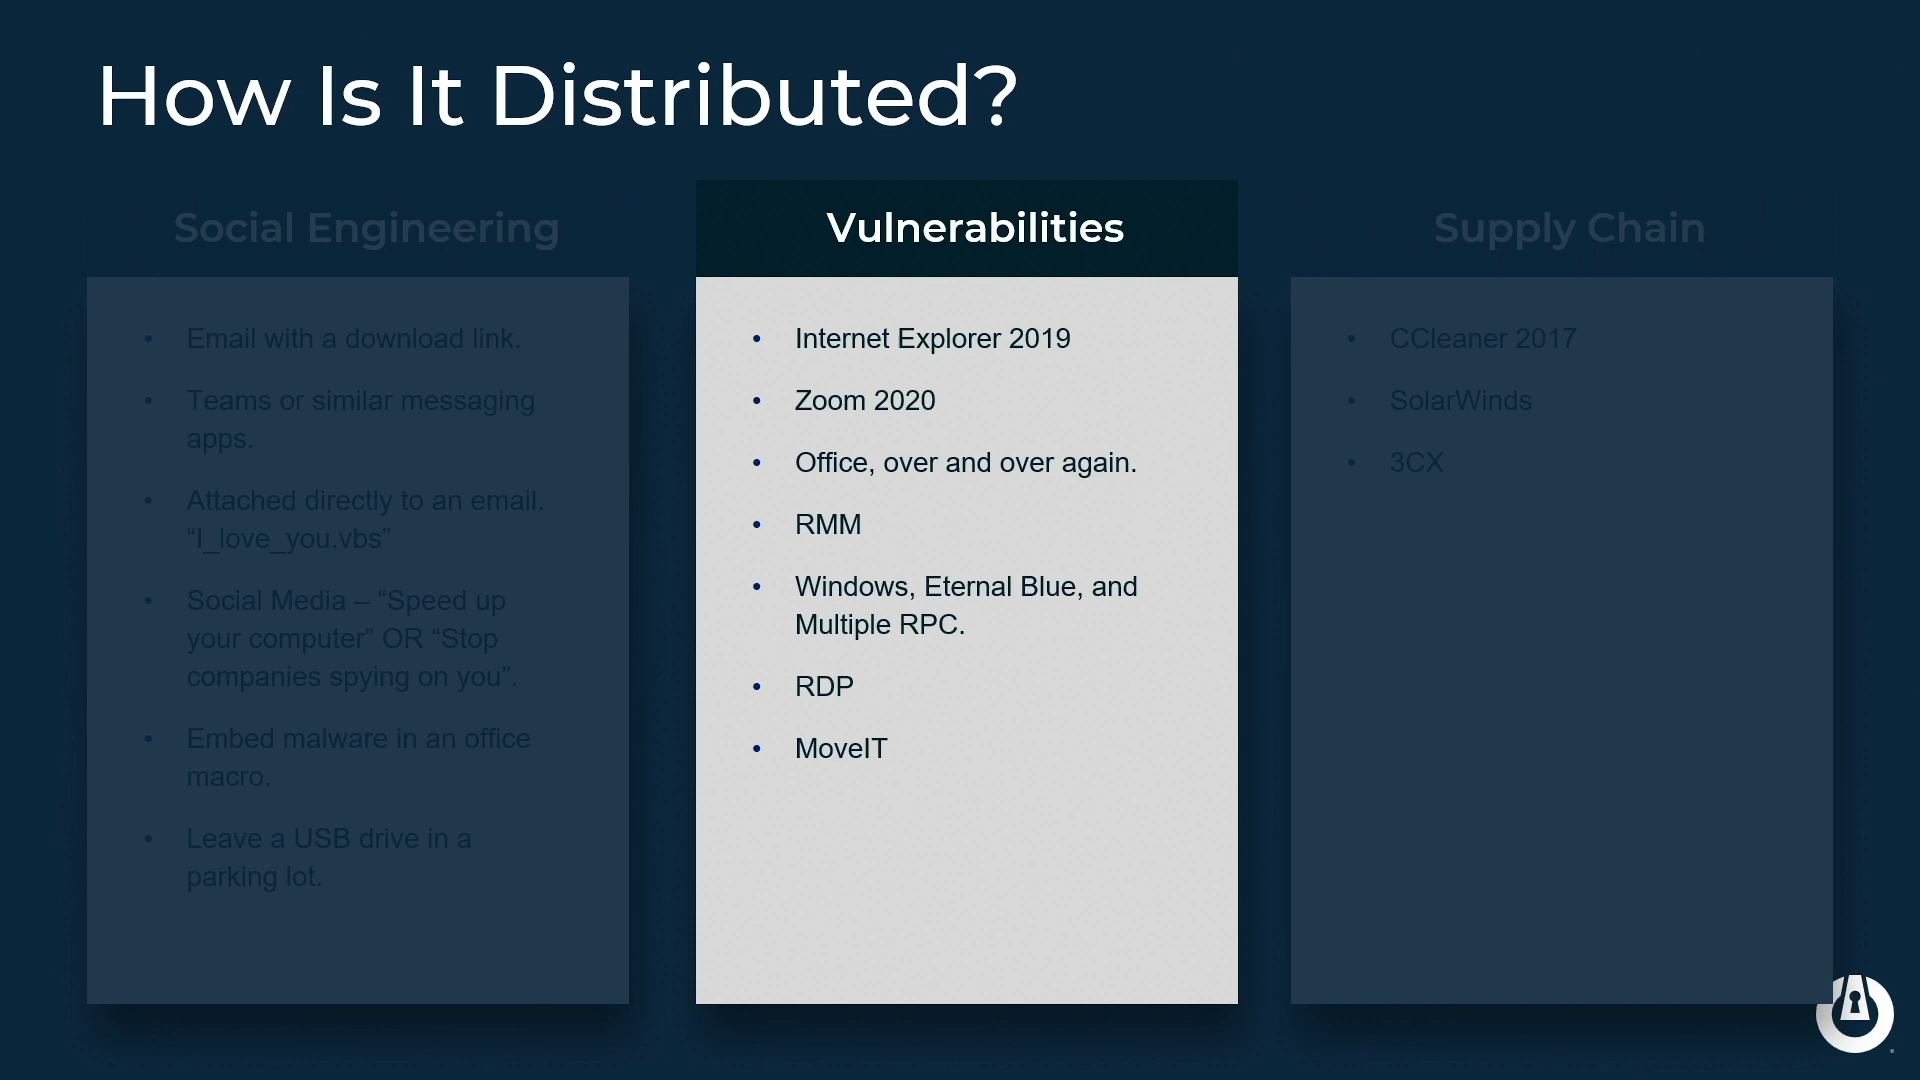 How Is It Distributed?
Social Engineering
• Email with a download link.
• Teams or similar messaging
apps.
• Attached directly to an email.
“I_love_you.vbs”
• Social Media – “Speed up
your computer” OR “Stop
companies spying on you”.
• Embed malware in an office
macro.
• Leave a USB drive in a
parking lot.
Vulnerabilities
• Internet Explorer 2019
• Zoom 2020
• Office, over and over again.
• RMM
• Windows, Eternal Blue, and
Multiple RPC.
• RDP
• MoveIT
Supply Chain
• CCleaner 2017
• SolarWinds
• 3CX